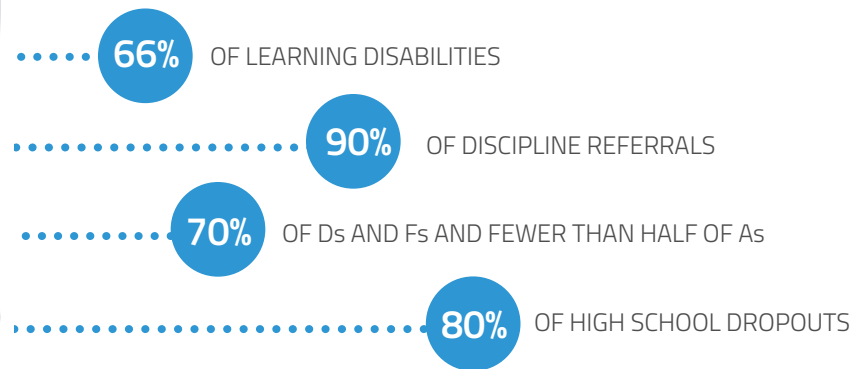 66% OF LEARNING DISABILITIES
90% OF DISCIPLINE REFERRALS
70% OF Ds AND Fs AND FEWER THAN HALF OF As
80% OF HIGH SCHOOL DROPOUTS